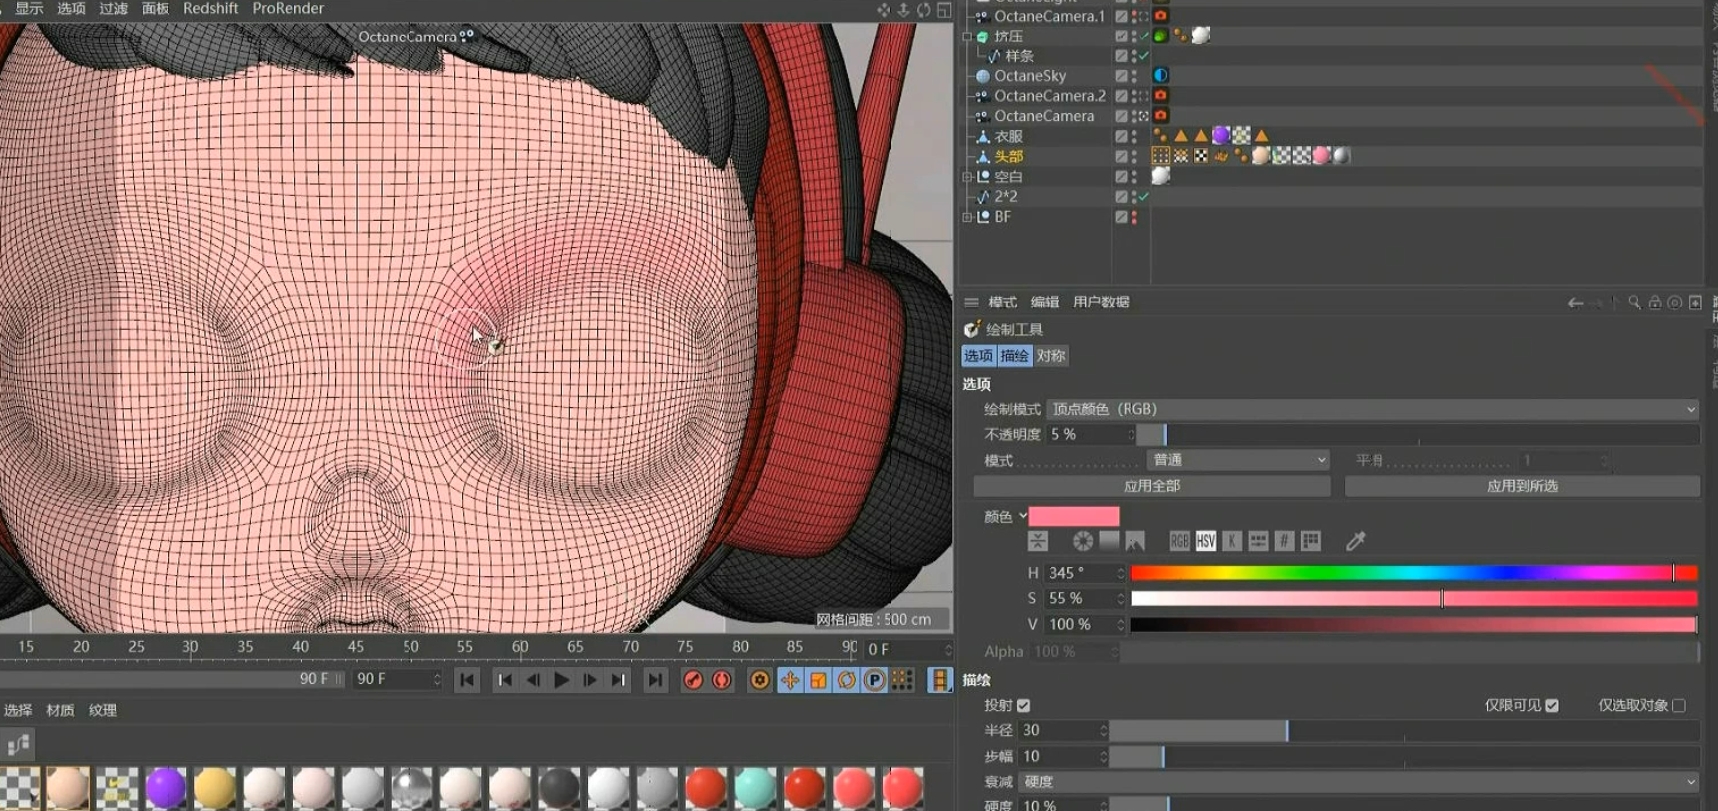 显示 选项 过滤 面板 Redshift ProRender
OctaneCamera
网格间距 : 500 cm
OctaneCamera.1
挤压
样条
OctaneSky
OctaneCamera.2
OctaneCamera
衣服
头部
空白
2*2
BF
模式 编辑 用户数据
绘制工具
选项 描绘 对称
选项
绘制模式 顶点颜色 (RGB)
不透明度 5 %
模式 普通 平滑 1
应用全部 应用到所选
颜色
RGB HSV K #
H 345 °
S 55 %
V 100 %
Alpha 100 %
描绘
投射 仅限可见 仅选取对象
半径 30
步幅 10
衰减 硬度
硬度 10 %
15 20 25 30 35 40 45 50 55 60 65 70 75 80 85 90 0 F
90 F 90 F
P
选择 材质 纹理